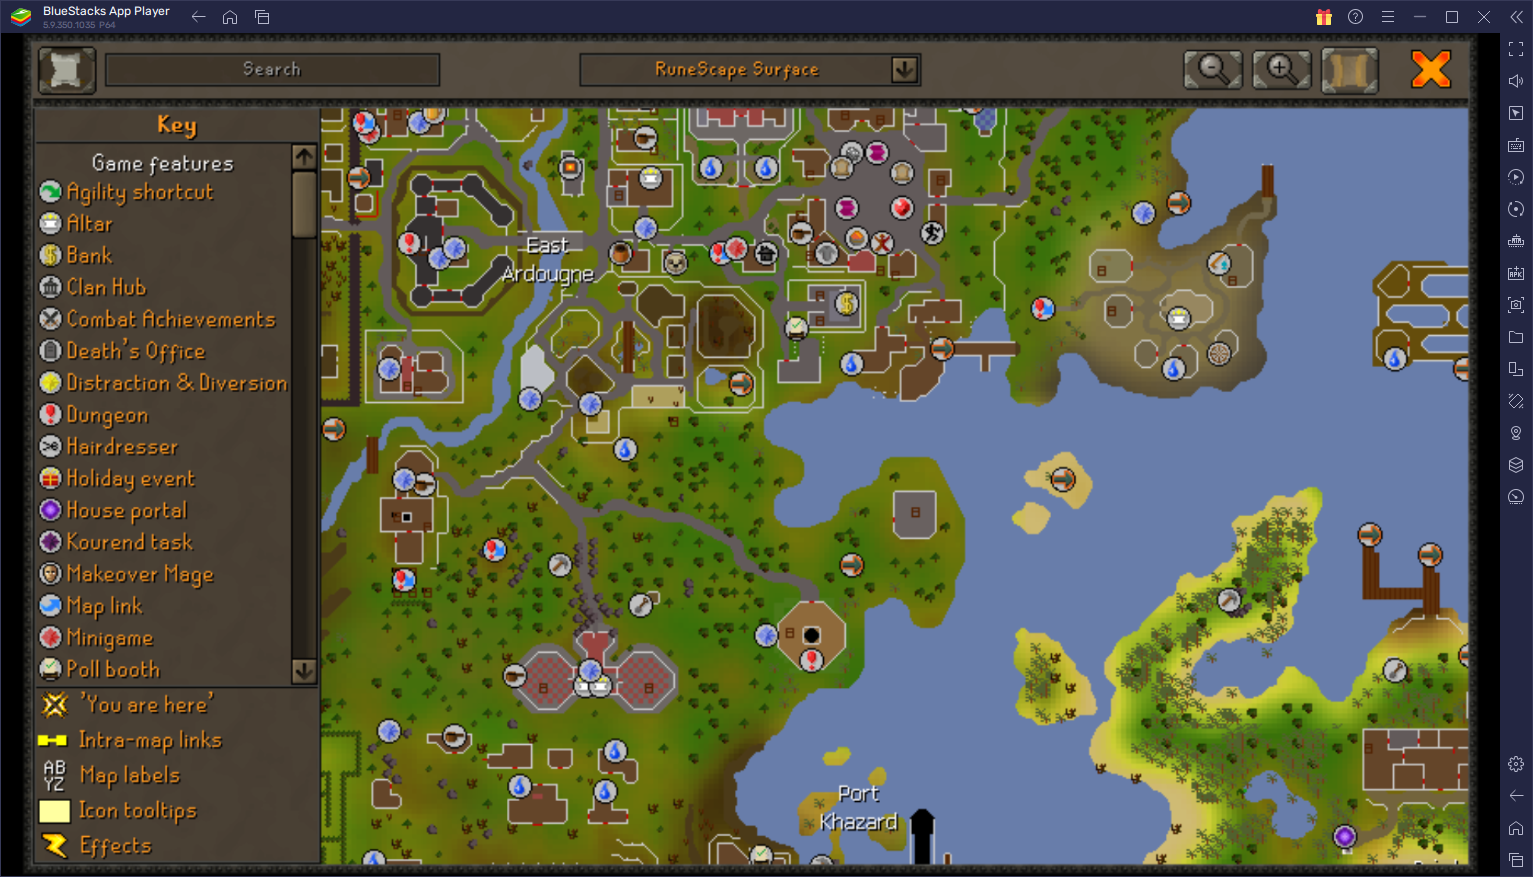 BlueStacks App Player
5.9.350.1035 P64
Search
RuneScape Surface
Key
Game features
Agility shortcut
Altar
Bank
Clan Hub
Combat Achievements
Death's Office
Distraction & Diversion
Dungeon
Hairdresser
Holiday event
House portal
Kourend task
Makeover Mage
Map link
Minigame
Poll booth
'You are here'
Intra-map links
AB
YZ
Map labels
Icon tooltips
Effects
East
Ardougne
Port
Khazard